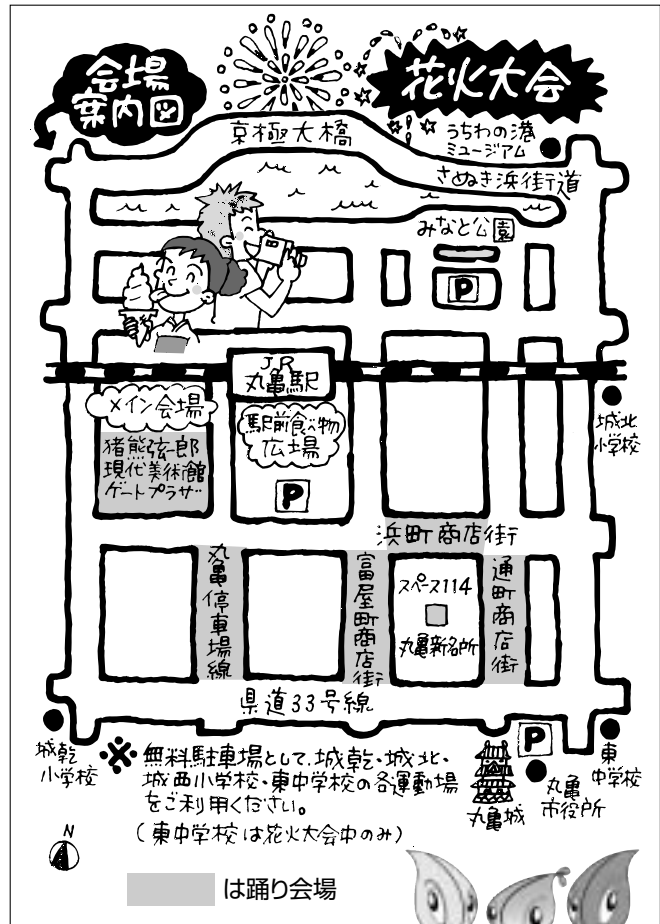 会場
案内図
花火大会
京極大橋
うちわの港
ミュージアム
さぬき浜街道
みなと公園
P
JR
丸亀駅
メイン会場
猪熊弦一郎
現代美術館
ゲートプラザ
駅前食べ物
広場
P
城北
小学校
浜町商店街
丸亀停車場線
富屋町商店街
スペース114
丸亀新名所
通町商店街
県道33号線
城乾
小学校
※無料駐車場として、城乾・城北・
城西小学校・東中学校の各運動場
をご利用ください。
(東中学校は花火大会中のみ)
P
丸亀城
丸亀
市役所
東
中学校
N
は踊り会場